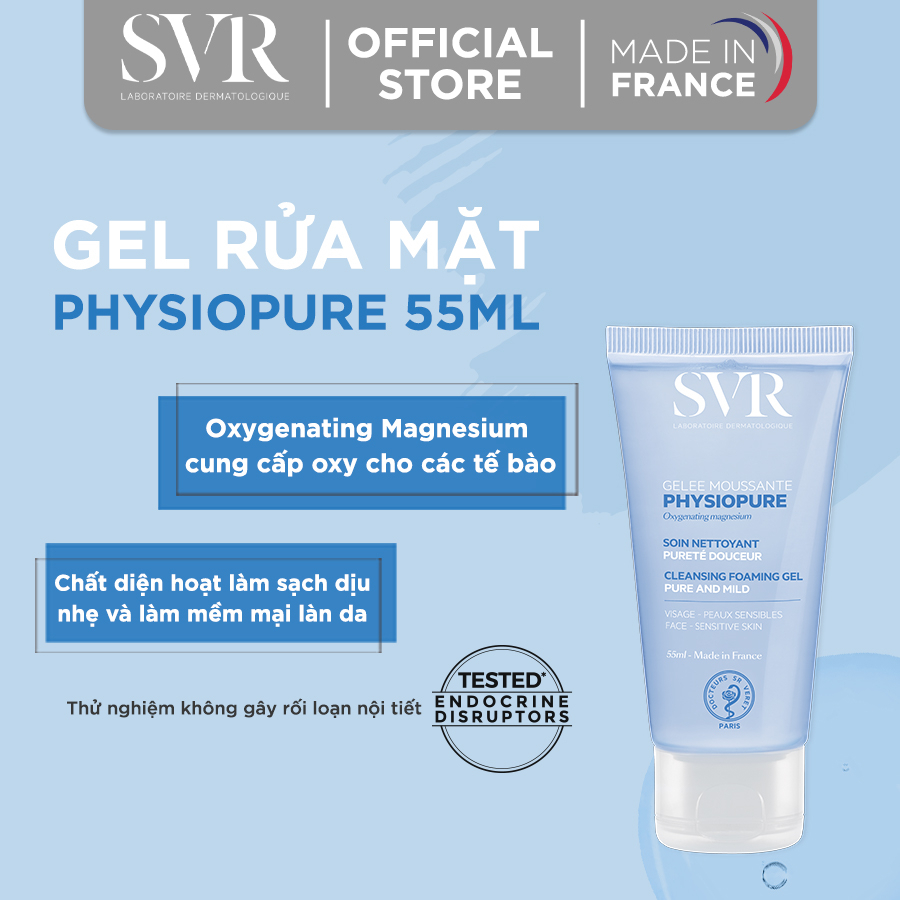 SVR
LABORATOIRE DERMATOLOGIQUE
OFFICIAL
STORE
MADE IN
FRANCE
GEL RỬA MẶT
PHYSIOPURE 55ML
Oxygenating Magnesium
cung cấp oxy cho các tế bào
Chất diện hoạt làm sạch dịu
nhẹ và làm mềm mại làn da
Thử nghiệm không gây rối loạn nội tiết
TESTED*
ENDOCRINE
DISRUPTORS
SVR
LABORATOIRE DERMATOLOGIQUE
GELEE MOUSSANTE
PHYSIOPURE
Oxygenating magnesium
SOIN NETTOYANT
PURETÉ DOUCEUR
CLEANSING FOAMING GEL
PURE AND MILD
VISAGE - PEAUX SENSIBLES
FACE - SENSITIVE SKIN
55ml - Made in France
DOCTEURS SR VERET
PARIS